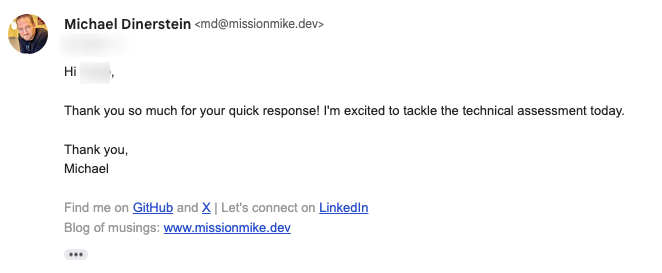 Michael Dinerstein <md@missionmike.dev>
Hi ,
Thank you so much for your quick response! I'm excited to tackle the technical assessment today.
Thank you,
Michael
Find me on GitHub and X | Let's connect on LinkedIn
Blog of musings: www.missionmike.dev